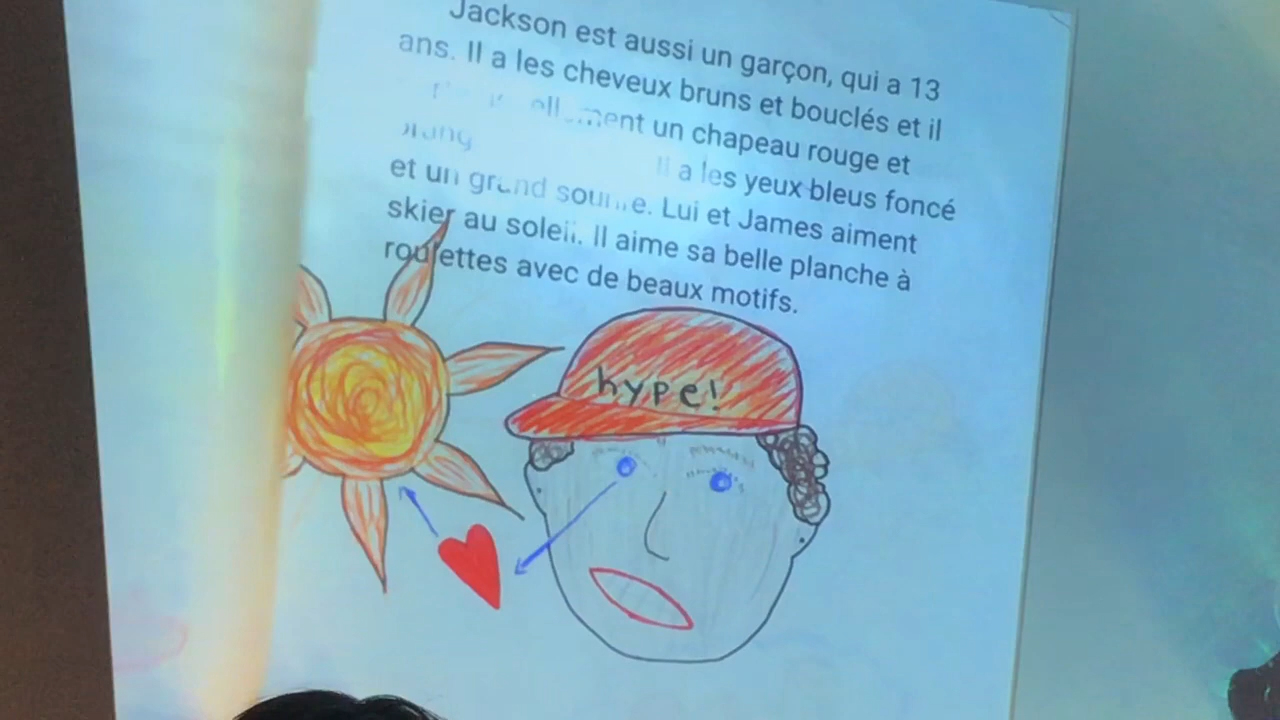 Jackson est aussi un garçon, qui a 13
ans. Il a les cheveux bruns et bouclés et il
un chapeau rouge et
Il a les yeux bleus foncé
et un grand sourire. Lui et James aiment
skier au soleil. Il aime sa belle planche à
roulettes avec de beaux motifs.
hype!